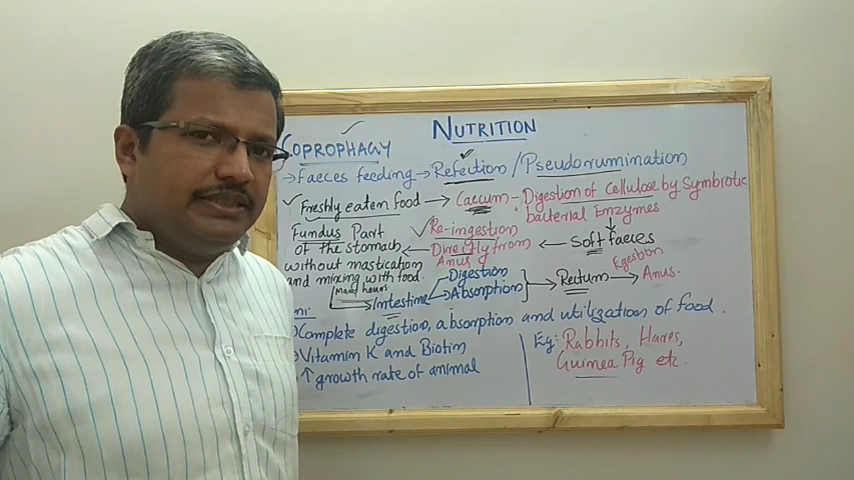 NUTRITION
COPROPHAGY
→ Faeces feeding → Refection / Pseudorumination
Freshly eaten food → Caecum - Digestion of Cellulose by Symbiotic
bacterial Enzymes
Fundus Part of the stomach ← Re-ingestion Directly from Anus ← Soft faeces
without mastication
and mixing with food.
Many hours
Intestine → Digestion → Absorption → Rectum → Egestion Anus.
Complete digestion, absorption and utilization of food.
→ Vitamin K and Biotin
↑ growth rate of animal
Eg: Rabbits, Hares,
Guinea Pig etc.